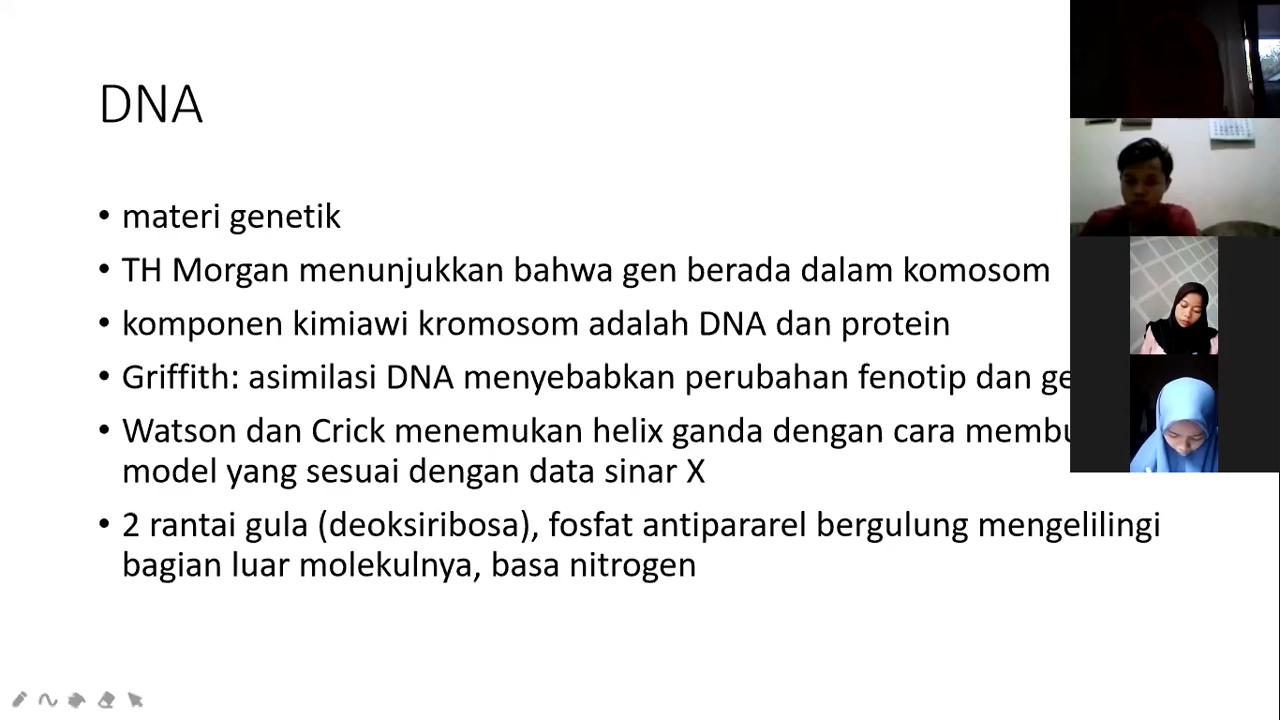 DNA
• materi genetik
• TH Morgan menunjukkan bahwa gen berada dalam komosom
• komponen kimiawi kromosom adalah DNA dan protein
• Griffith: asimilasi DNA menyebabkan perubahan fenotip dan
• Watson dan Crick menemukan helix ganda dengan cara
model yang sesuai dengan data sinar X
• 2 rantai gula (deoksiribosa), fosfat antipararel bergulung mengelilingi
bagian luar molekulnya, basa nitrogen